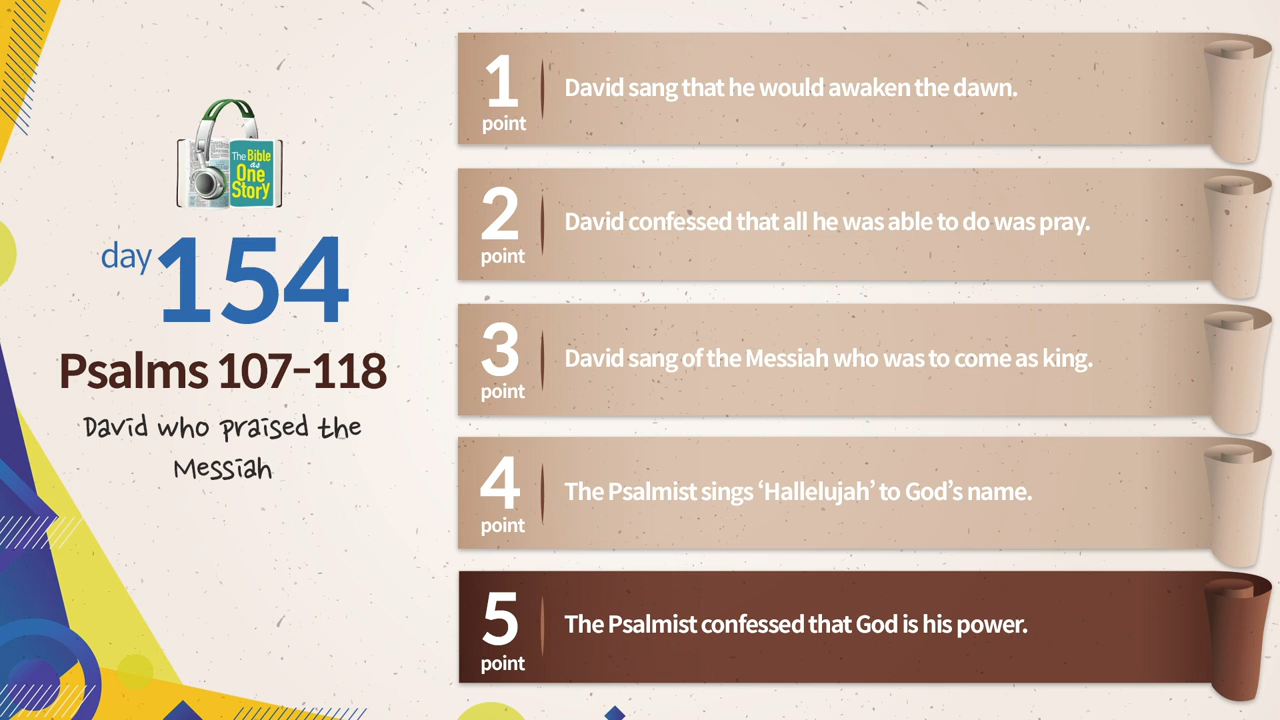 The Bible
as
One
Story
day 154
Psalms 107-118
David who praised the
Messiah
1
point
David sang that he would awaken the dawn.
2
point
David confessed that all he was able to do was pray.
3
point
David sang of the Messiah who was to come as king.
4
point
The Psalmist sings ‘Hallelujah’ to God’s name.
5
point
The Psalmist confessed that God is his power.